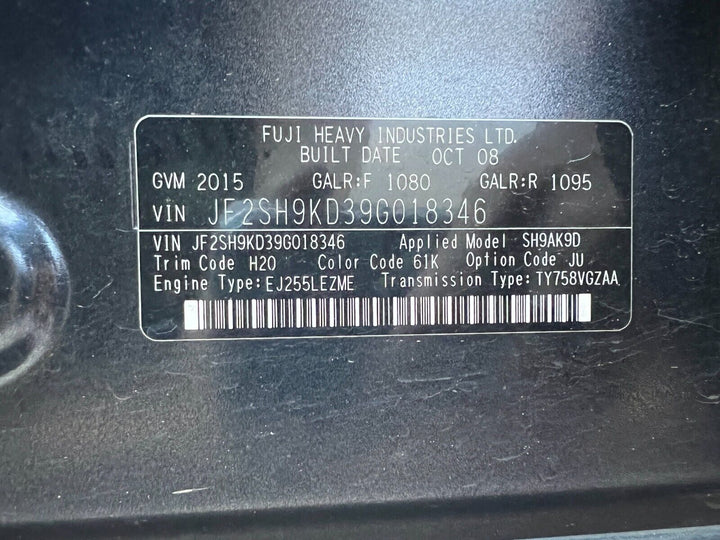 FUJI HEAVY INDUSTRIES LTD.
BUILT DATE OCT 08
GVM 2015 GALR:F 1080 GALR:R 1095
VIN JF2SH9KD39G018346
VIN JF2SH9KD39G018346 Applied Model SH9AK9D
Trim Code H20 Color Code 61K Option Code JU
Engine Type:EJ255LEZME Transmission Type:TY758VGZAA